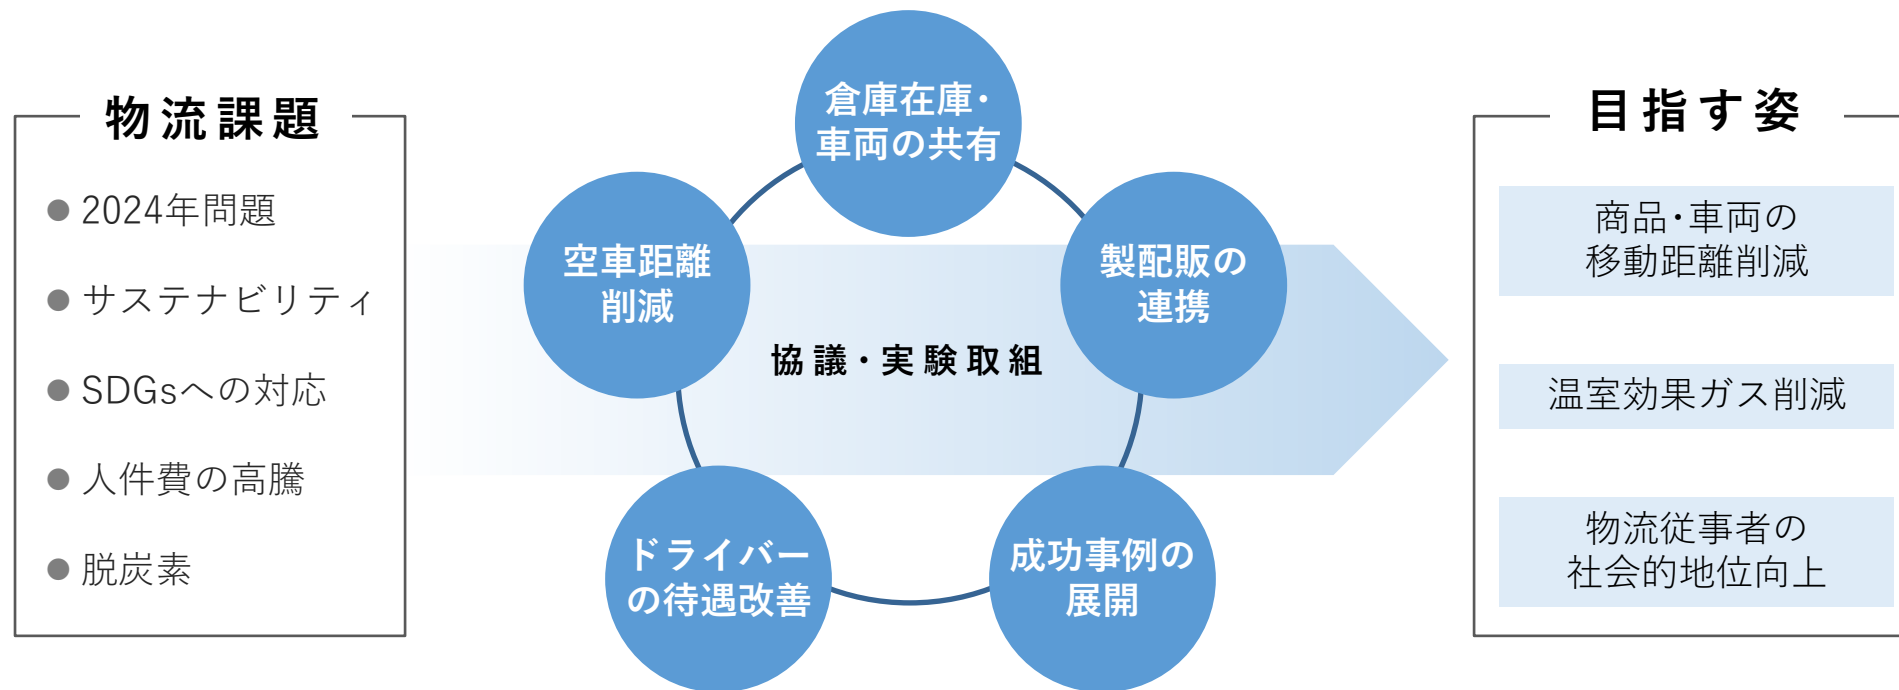 物流課題
● 2024年問題
● サステナビリティ
● SDGsへの対応
● 人件費の高騰
● 脱炭素
倉庫在庫・
車両の共有
空車距離
削減
製配販の
連携
協議・実験取組
ドライバー
の待遇改善
成功事例の
展開
目指す姿
商品・車両の
移動距離削減
温室効果ガス削減
物流従事者の
社会的地位向上